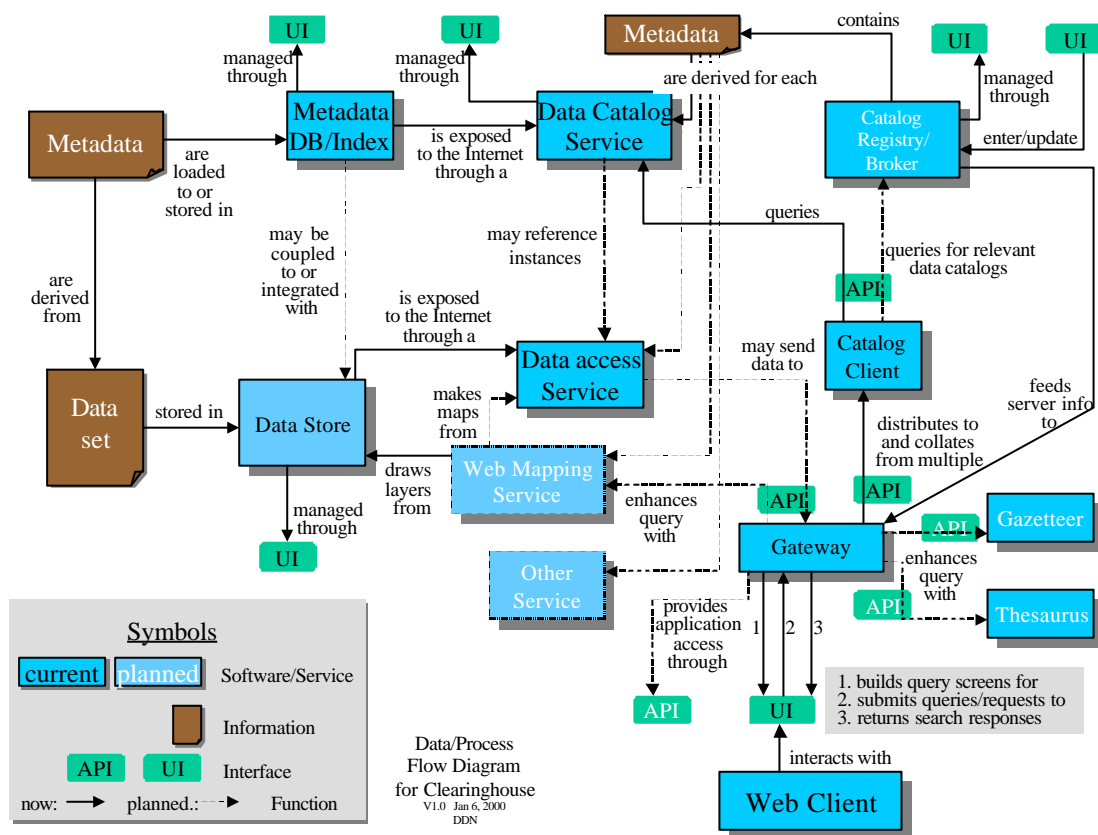 UI
UI
Metadata
contains
UI
UI
managed
through
managed
through
are derived for each
managed
through
Metadata
Metadata
DB/Index
Data Catalog
Service
Catalog
Registry/
Broker
enter/update
are
loaded
to or
stored in
is exposed
to the Internet
through a
queries
may be
coupled
to or
integrated
with
may reference
instances
queries for relevant
data catalogs
API
are
derived
from
is exposed
to the Internet
through a
Data access
Service
may send
data to
Catalog
Client
Data
set
stored in
Data Store
makes
maps
from
feeds
server info
to
distributes to
and collates
from multiple
draws
layers
from
Web Mapping
Service
API
API
enhances
query with
managed
through
UI
Gateway
API
Gazetteer
enhances
query with
Other
Service
API
Thesaurus
provides
application
access
through
1
2
3
API
UI
1. builds query screens for
2. submits queries/requests to
3. returns search responses
interacts with
Web Client
Symbols
current
planned
Software/Service
Information
API
UI
Interface
now:
planned.:
Function
Data/Process
Flow Diagram
for Clearinghouse
V1.0 Jan 6, 2000
DDN